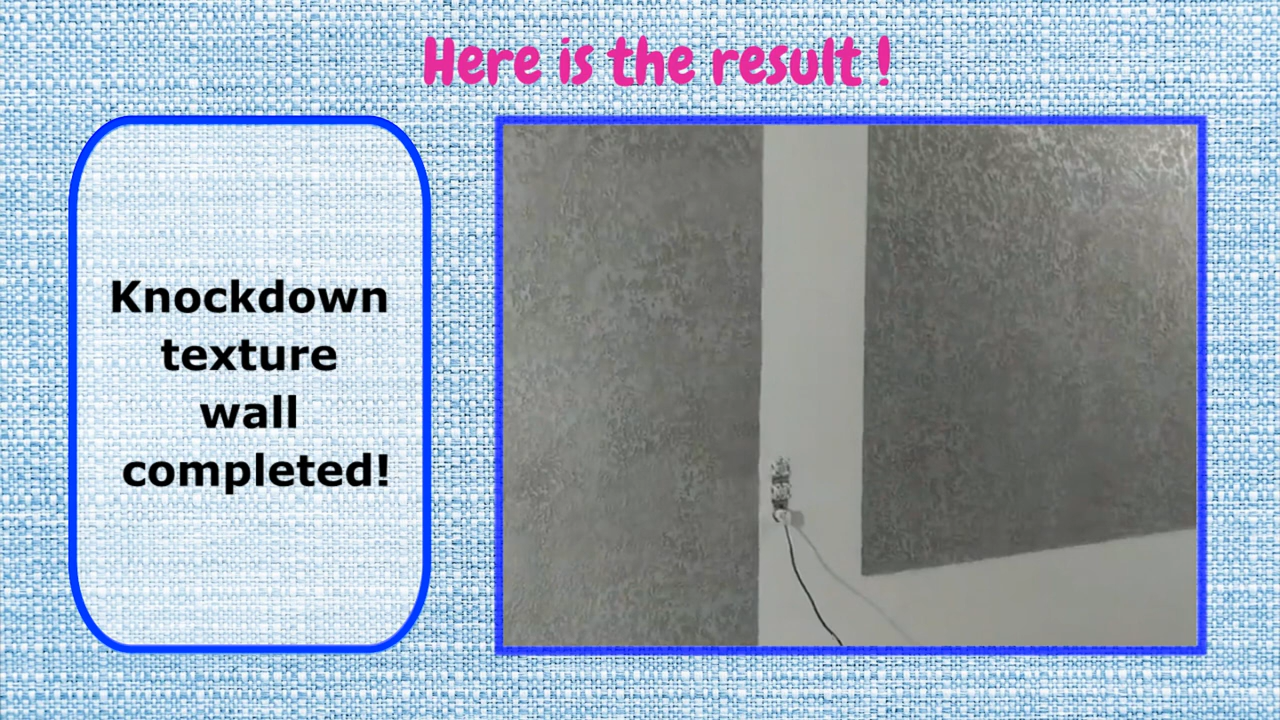 Here is the result !
Knockdown
texture
wall
completed!